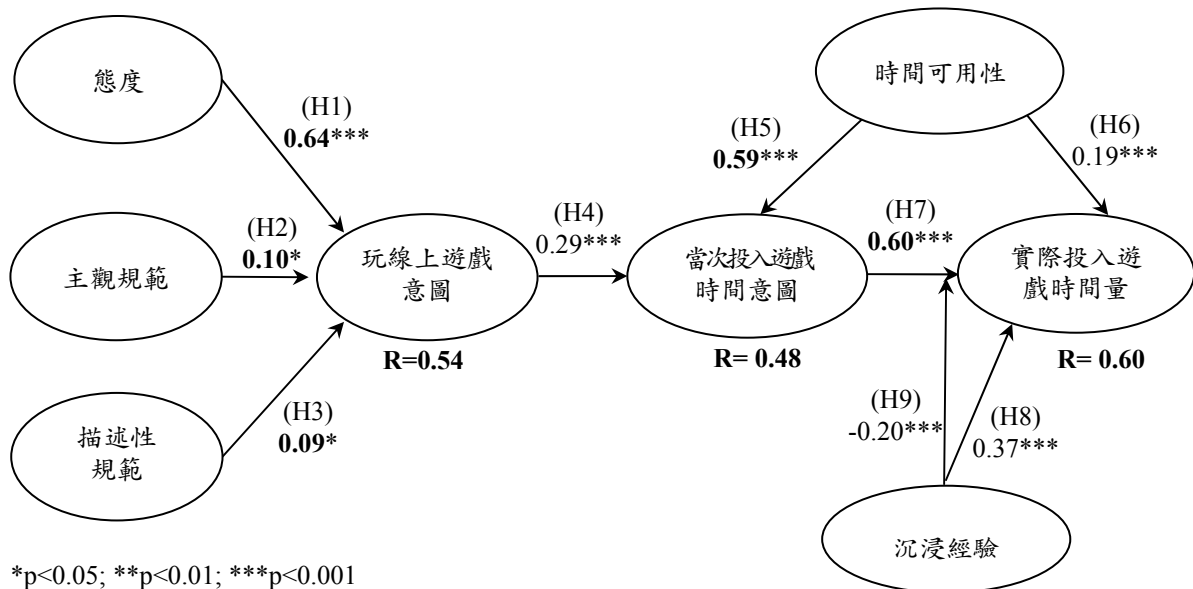 態度
時間可用性
(H1)
0.64***
(H5)
0.59***
(H6)
0.19***
主觀規範
(H2)
0.10*
玩線上遊戲
意圖
R=0.54
(H4)
0.29***
當次投入遊戲
時間意圖
R= 0.48
(H7)
0.60***
實際投入遊
戲時間量
R= 0.60
描述性
規範
(H3)
0.09*
(H9)
-0.20***
(H8)
0.37***
沉浸經驗
*p<0.05; **p<0.01; ***p<0.001